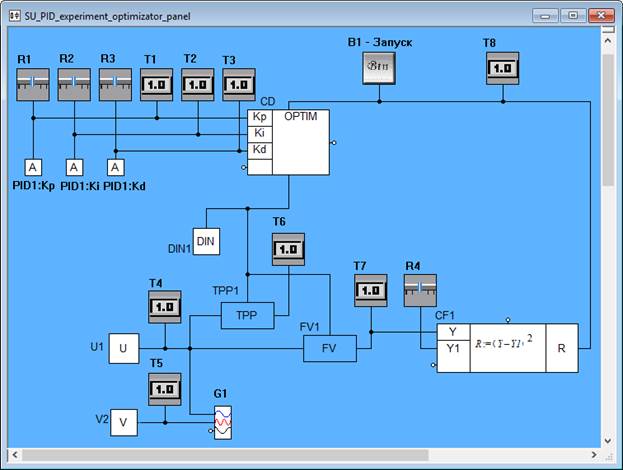 SU_PID_experiment_optimizator_panel
B1 - Запуск
T8
R1 R2 R3 T1 T2 T3
Btn
1.0
1.0 1.0 1.0
CD
Kp OPTIM
Ki
Kd
A A A
PID1:Kp PID1:Ki PID1:Kd
T6
DIN
DIN1
1.0
T7 R4
TPP1
T4
1.0
1.0
TPP
FV1
CF1
Y
U1 U
FV
Y1
R:=(Y-Y1)^2
R
T5
1.0
G1
V2 V